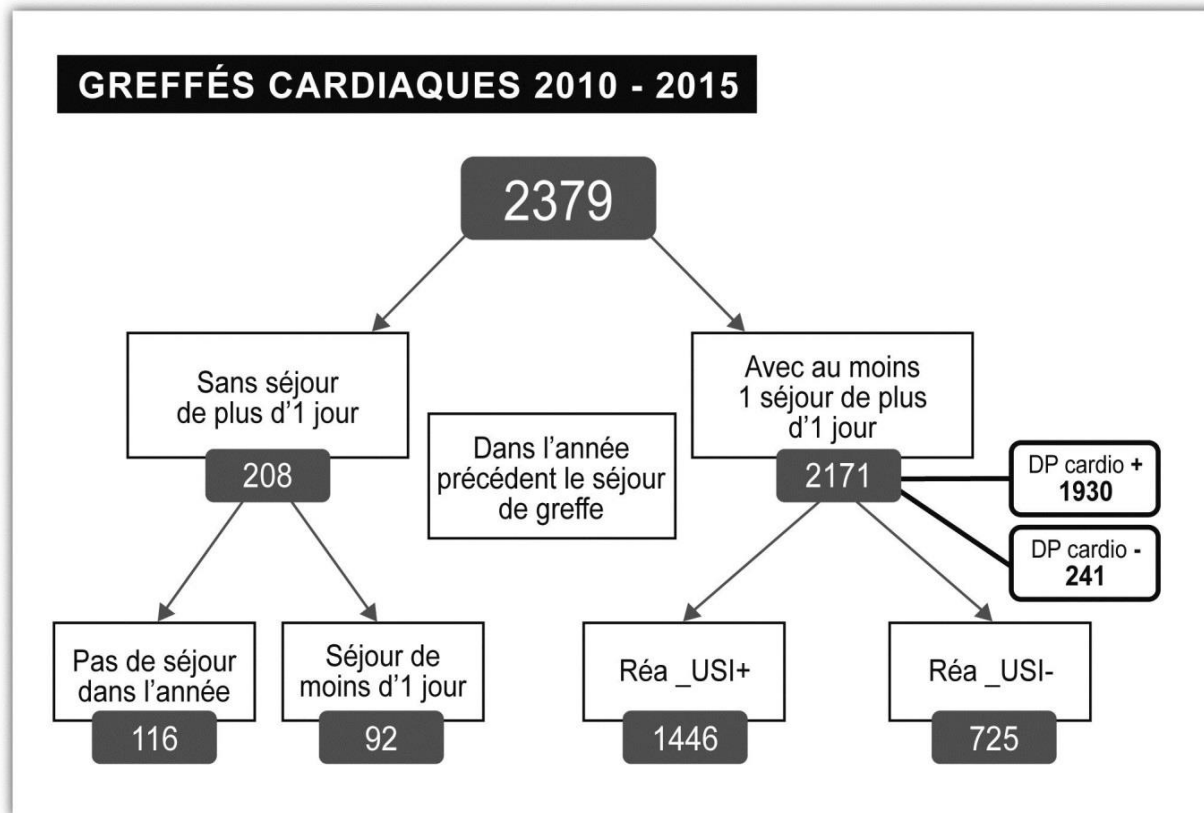 GREFFÉS CARDIAQUES 2010 - 2015
2379
Sans séjour
de plus d'1 jour
208
Dans l'année
précédent le séjour
de greffe
Avec au moins
1 séjour de plus
d'1 jour
2171
DP cardio +
1930
DP cardio -
241
Pas de séjour
dans l'année
116
Séjour de
moins d'1 jour
92
Réa _USI+
1446
Réa _USI-
725